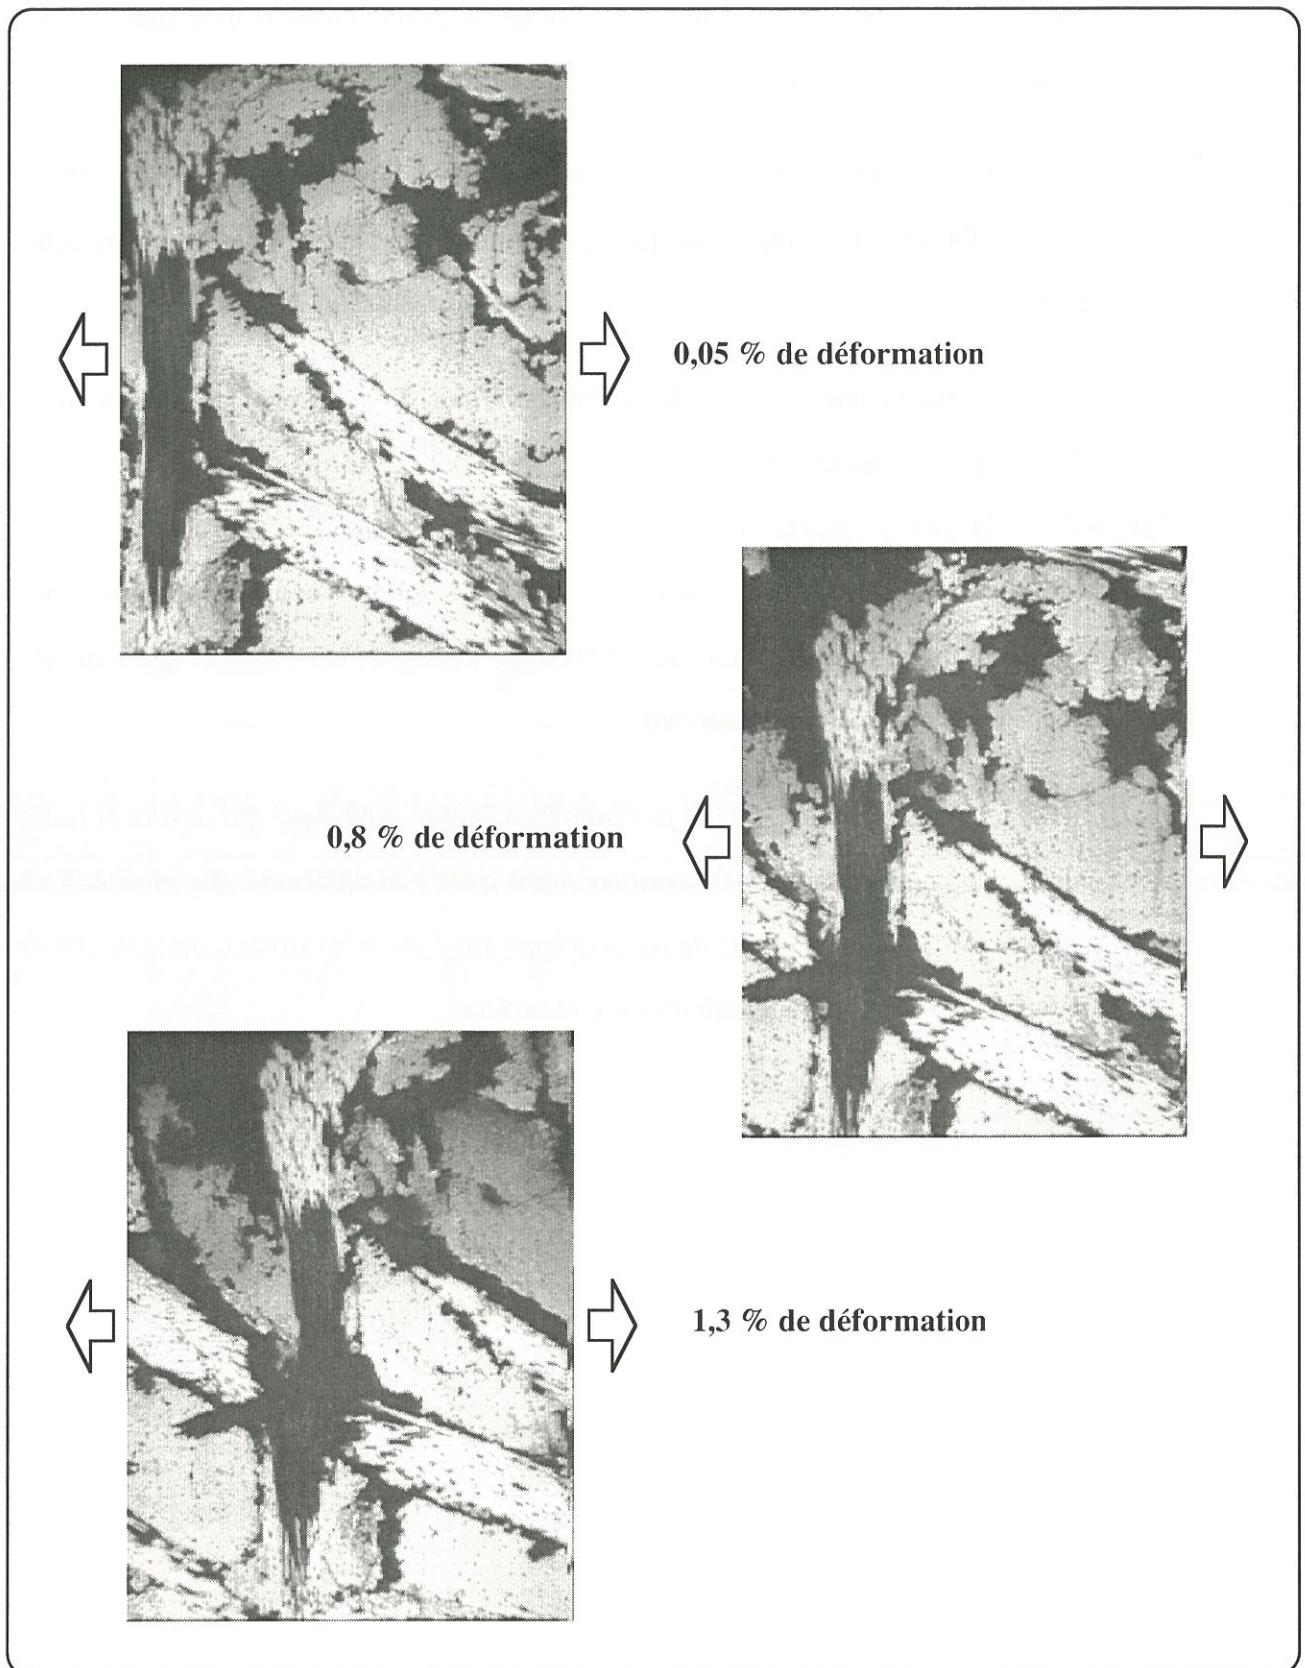 0,05 % de déformation
0,8 % de déformation
1,3 % de déformation